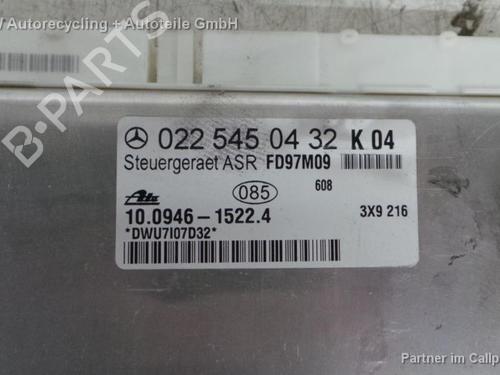 W Autorecycling + Autoteile GmbH
B-PARTS
022 545 04 32 K 04
Steuergeraet ASR FD97M09
085
608
Ate
10.0946-1522.4
3X9 216
*DWU7I07D32*
Partner im Callp